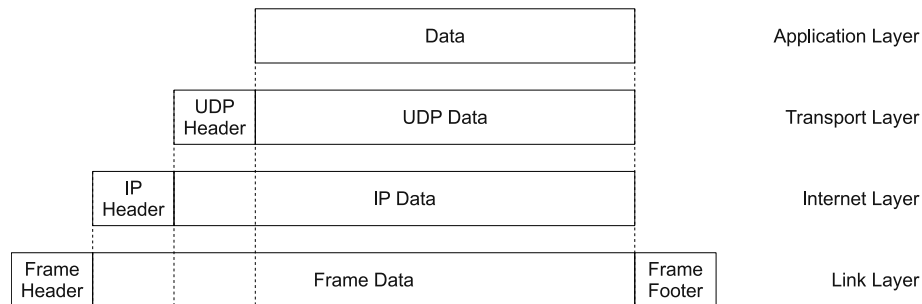 Data
Application Layer
UDP
Header
UDP Data
Transport Layer
IP
Header
IP Data
Internet Layer
Frame
Header
Frame Data
Frame
Footer
Link Layer